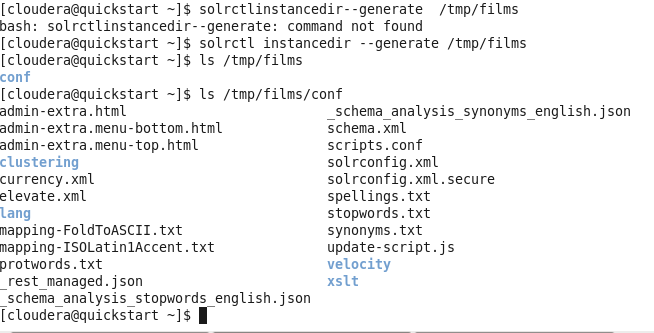 [cloudera@quickstart ~]$ solrctlinstancedir--generate  /tmp/films
bash: solrctlinstancedir--generate: command not found
[cloudera@quickstart ~]$ solrctl instancedir --generate /tmp/films
[cloudera@quickstart ~]$ ls /tmp/films
conf
[cloudera@quickstart ~]$ ls /tmp/films/conf
admin-extra.html                     _schema_analysis_synonyms_english.json
admin-extra.menu-bottom.html         schema.xml
admin-extra.menu-top.html            scripts.conf
clustering                           solrconfig.xml
currency.xml                         solrconfig.xml.secure
elevate.xml                          spellings.txt
lang                                 stopwords.txt
mapping-FoldToASCII.txt              synonyms.txt
mapping-ISOLatin1Accent.txt          update-script.js
protwords.txt                        velocity
_rest_managed.json                   xslt
_schema_analysis_stopwords_english.json
[cloudera@quickstart ~]$